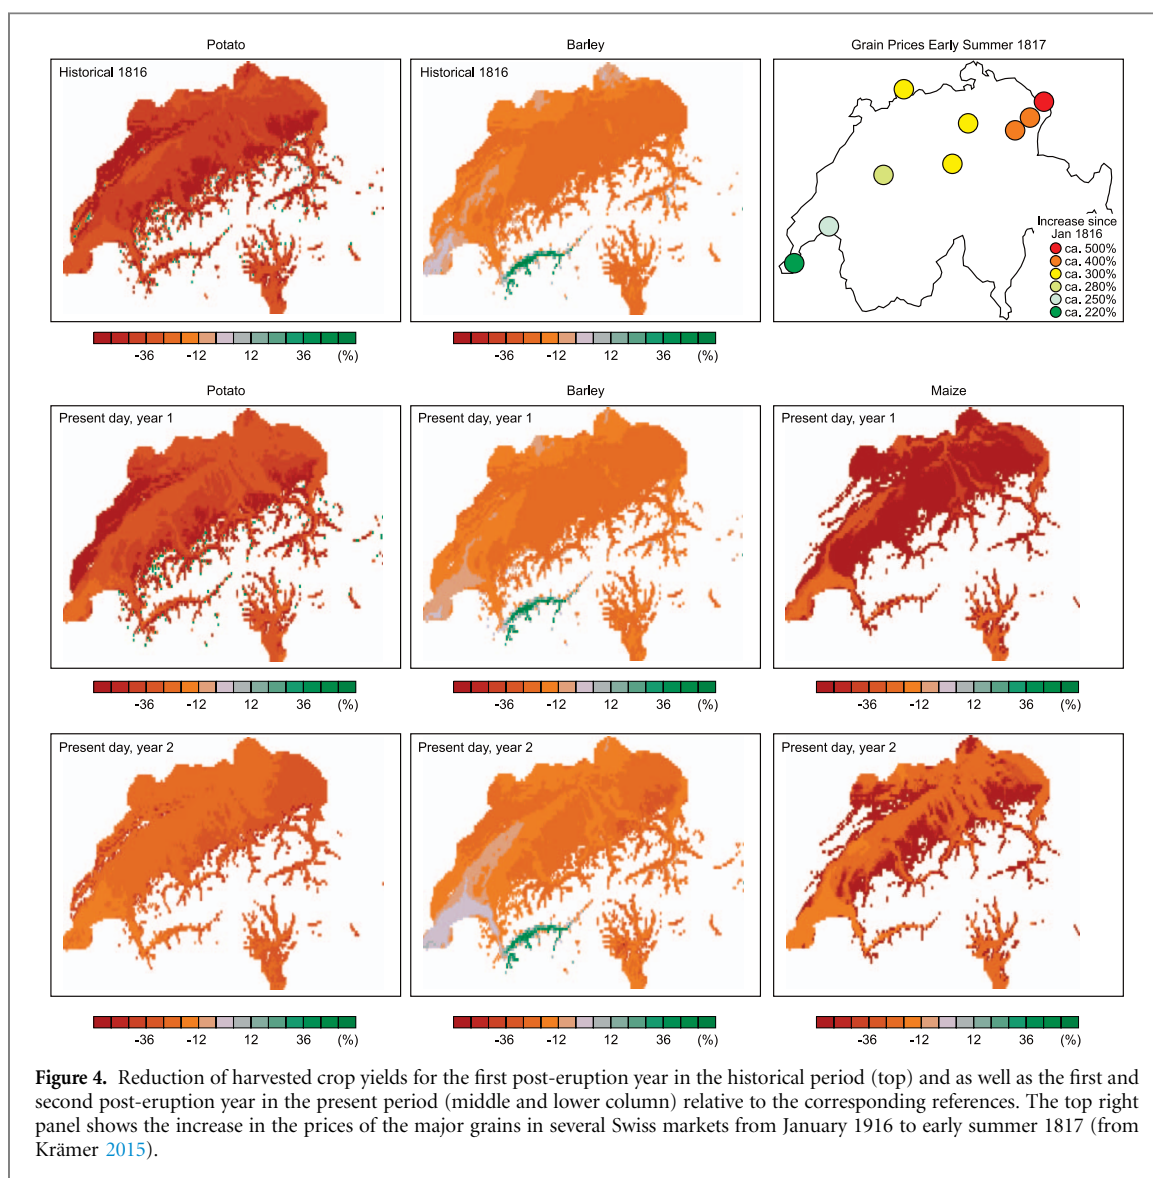 Potato
Barley
Grain Prices Early Summer 1817
Historical 1816
Historical 1816
Increase since
Jan 1816
ca. 500%
ca. 400%
ca. 300%
ca. 280%
ca. 250%
ca. 220%
-36 -12 12 36 (%)
-36 -12 12 36 (%)
Potato
Barley
Maize
Present day, year 1
Present day, year 1
Present day, year 1
-36 -12 12 36 (%)
-36 -12 12 36 (%)
-36 -12 12 36 (%)
Present day, year 2
Present day, year 2
Present day, year 2
-36 -12 12 36 (%)
-36 -12 12 36 (%)
-36 -12 12 36 (%)
Figure 4. Reduction of harvested crop yields for the first post-eruption year in the historical period (top) and as well as the first and
second post-eruption year in the present period (middle and lower column) relative to the corresponding references. The top right
panel shows the increase in the prices of the major grains in several Swiss markets from January 1916 to early summer 1817 (from
Krämer 2015).